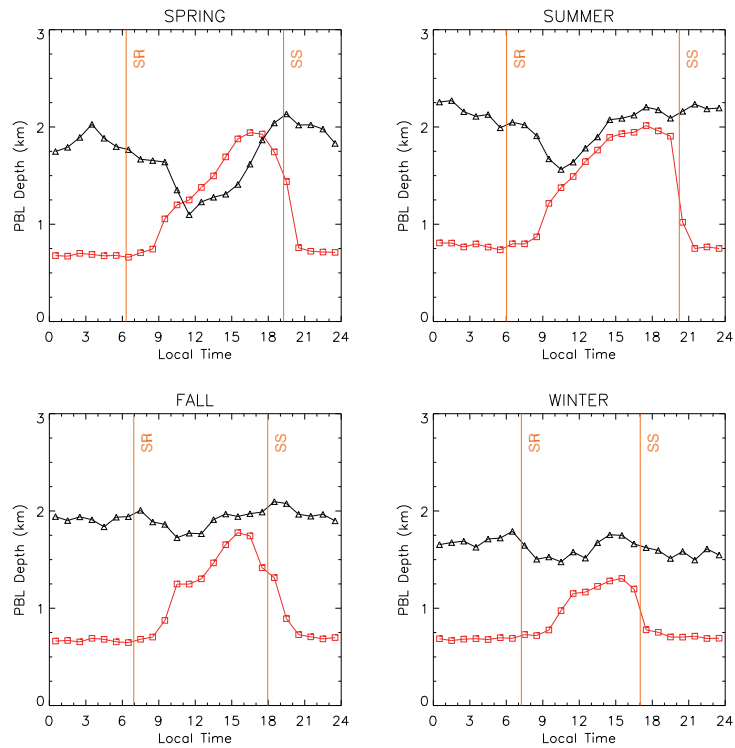 SPRING
3
2
1
0
PBL Depth (km)
SR
SS
0 3 6 9 12 15 18 21 24
Local Time
SUMMER
3
2
1
0
PBL Depth (km)
SR
SS
0 3 6 9 12 15 18 21 24
Local Time
FALL
3
2
1
0
PBL Depth (km)
SR
SS
0 3 6 9 12 15 18 21 24
Local Time
WINTER
3
2
1
0
PBL Depth (km)
SR
SS
0 3 6 9 12 15 18 21 24
Local Time